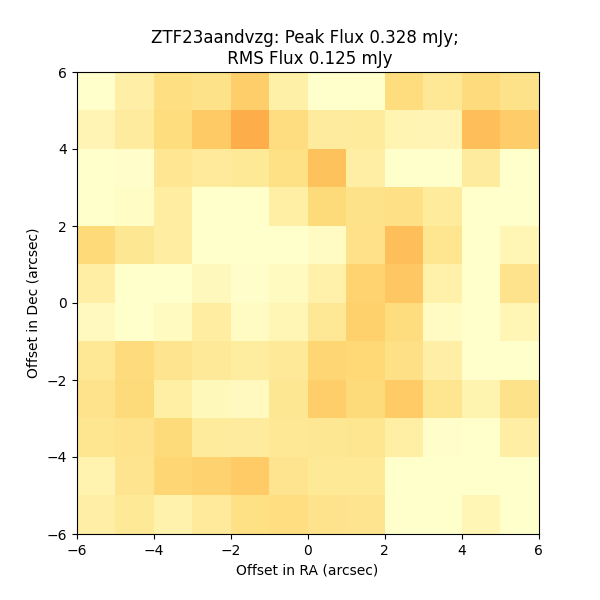 ZTF23aandvzg: Peak Flux 0.328 mJy;
RMS Flux 0.125 mJy
6
4
2
0
−2
−4
−6
Offset in Dec (arcsec)
−6 −4 −2 0 2 4 6
Offset in RA (arcsec)